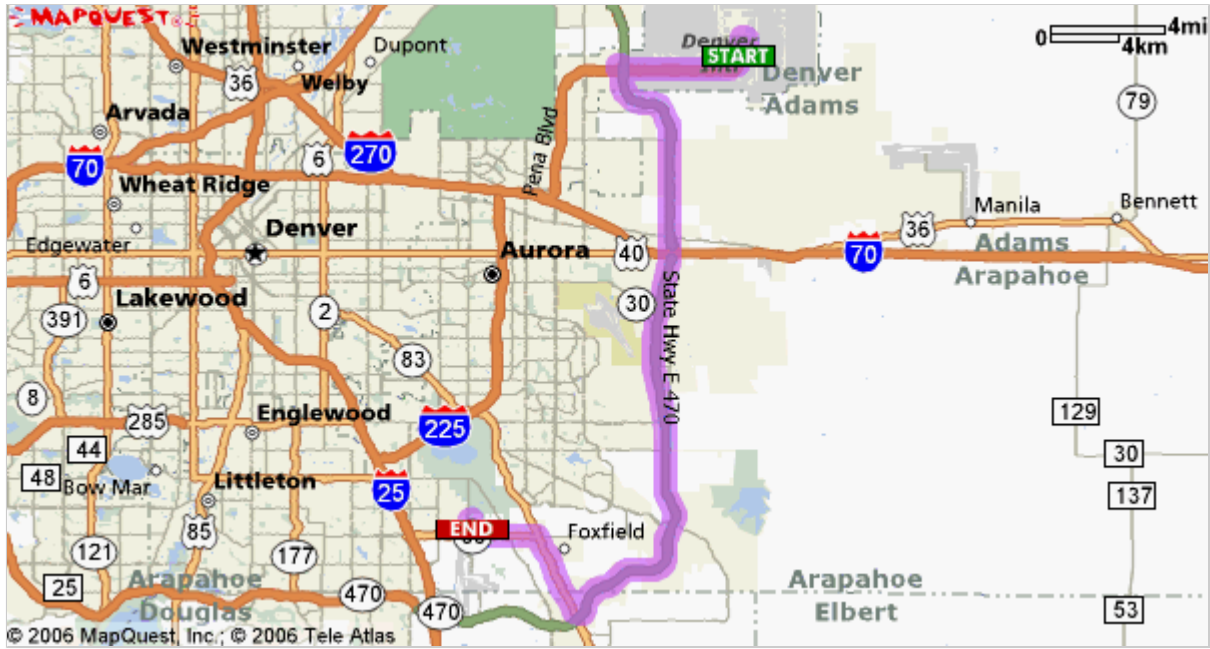 MAPQUEST
0 4mi
4km
Westminster
Dupont
Denver
START
Intl
36
Welby
Denver
Adams
79
Arvada
Pena Blvd
6
270
70
Wheat Ridge
Manila
Bennett
36
Denver
Edgewater
Aurora
40
70
Adams
Arapahoe
6
Lakewood
391
2
30
State Hwy E 470
83
8
Englewood
285
225
129
44
30
48
Bow Mar
Littleton
25
137
85
END
Foxfield
121
177
25
Arapahoe
Douglas
470
470
Arapahoe
Elbert
53
© 2006 MapQuest, Inc.; © 2006 Tele Atlas